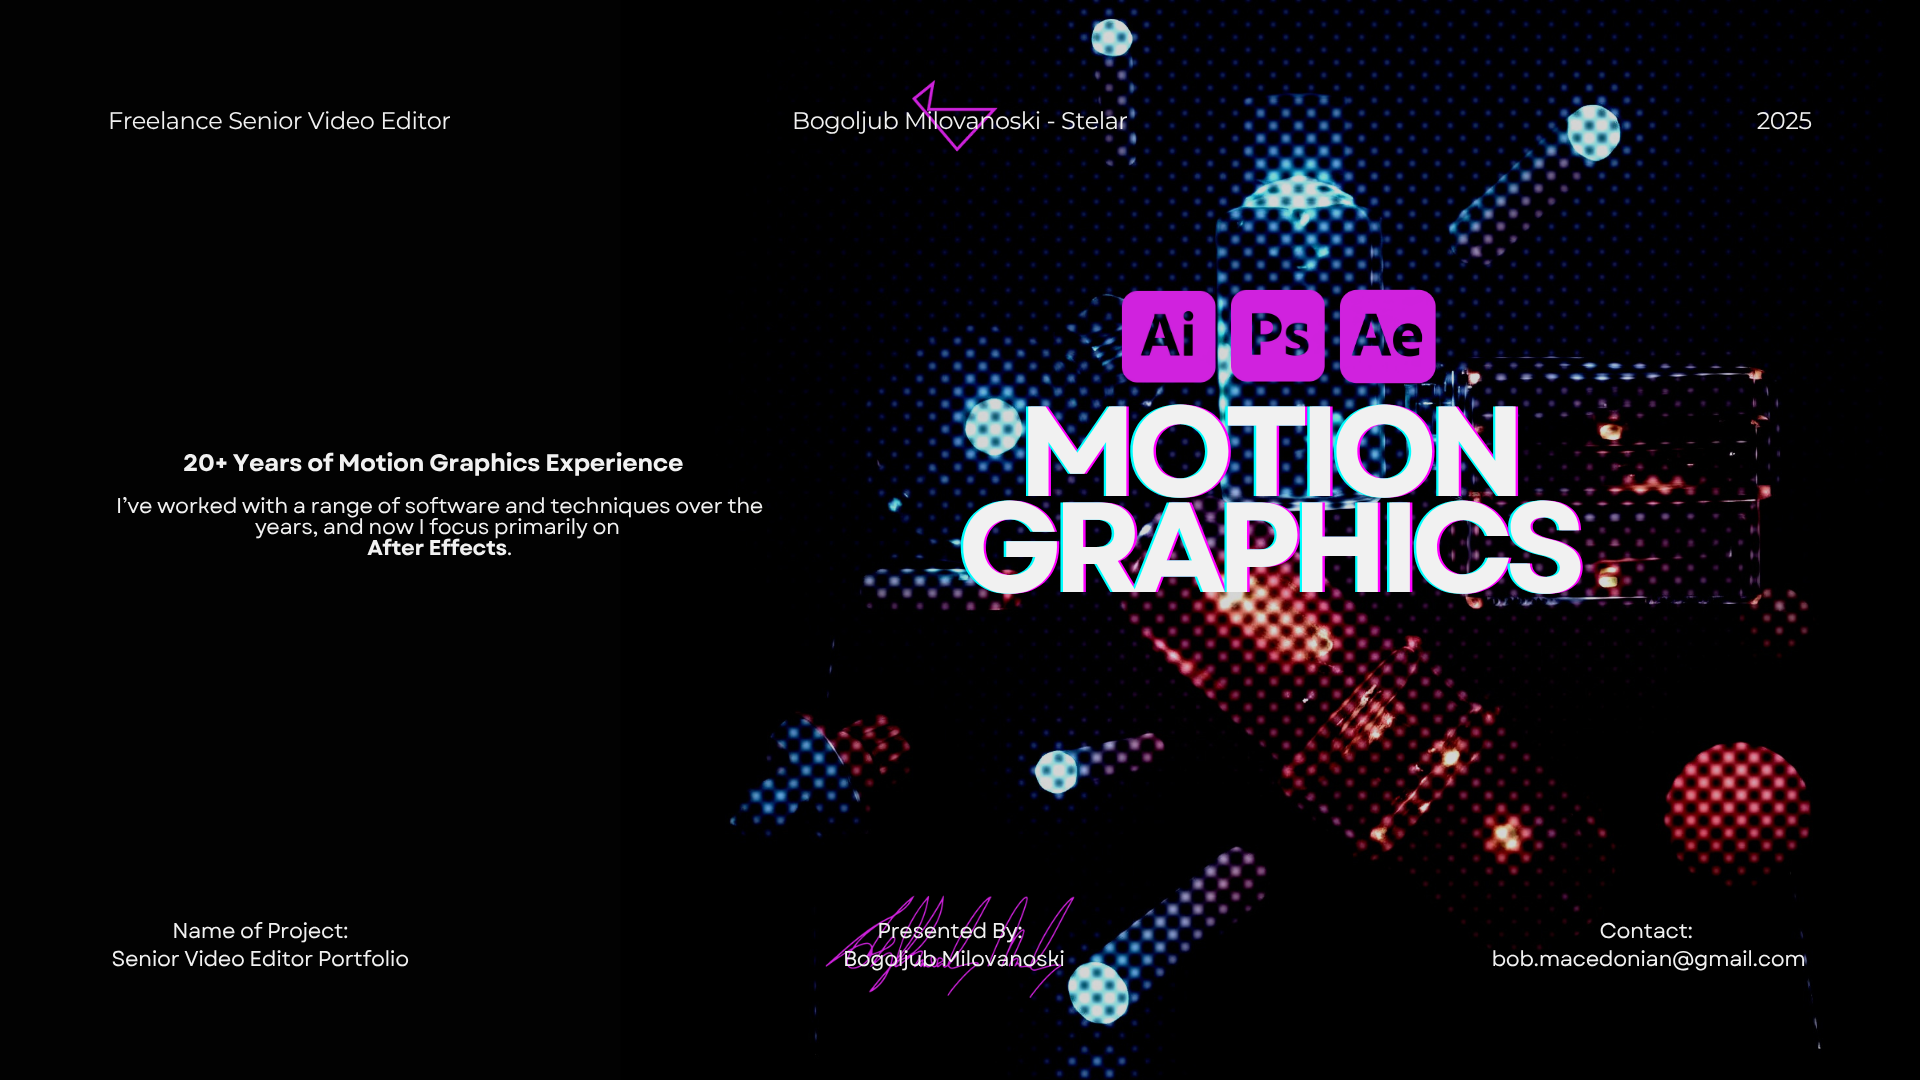 Freelance Senior Video Editor
Bogoljub Milovanoski - Stelar
2025
Ai Ps Ae
MOTION
GRAPHICS
20+ Years of Motion Graphics Experience
I’ve worked with a range of software and techniques over the
years, and now I focus primarily on
After Effects.
Name of Project:
Senior Video Editor Portfolio
Presented By:
Bogoljub Milovanoski
Contact:
bob.macedonian@gmail.com